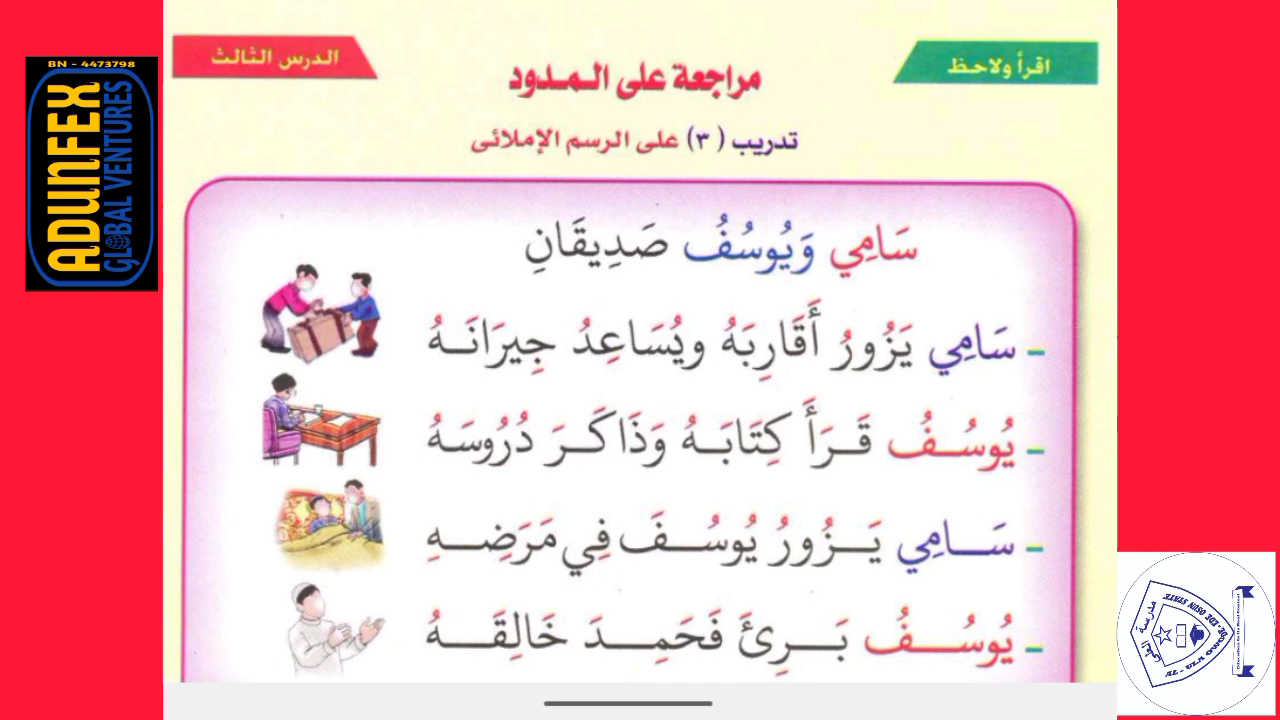 BN - 4473798
ADUNFEX
GLOBAL VENTURES
اقرأ ولاحظ
الدرس الثالث
مراجعة على المدود
تدريب (٣) على الرسم الإملائى
سَامِي وَيُوسُفُ صَدِيقَانِ
- سَامِي يَزُورُ أَقَارِبَهُ ويُسَاعِدُ جِيرَانَهُ
- يُوسُفُ قَرَأَ كِتَابَهُ وَذَاكَرَ دُرُوسَهُ
- سَامِي يَزُورُ يُوسُفَ فِي مَرَضِهِ
- يُوسُفُ بَرِئَ فَحَمِدَ خَالِقَهُ